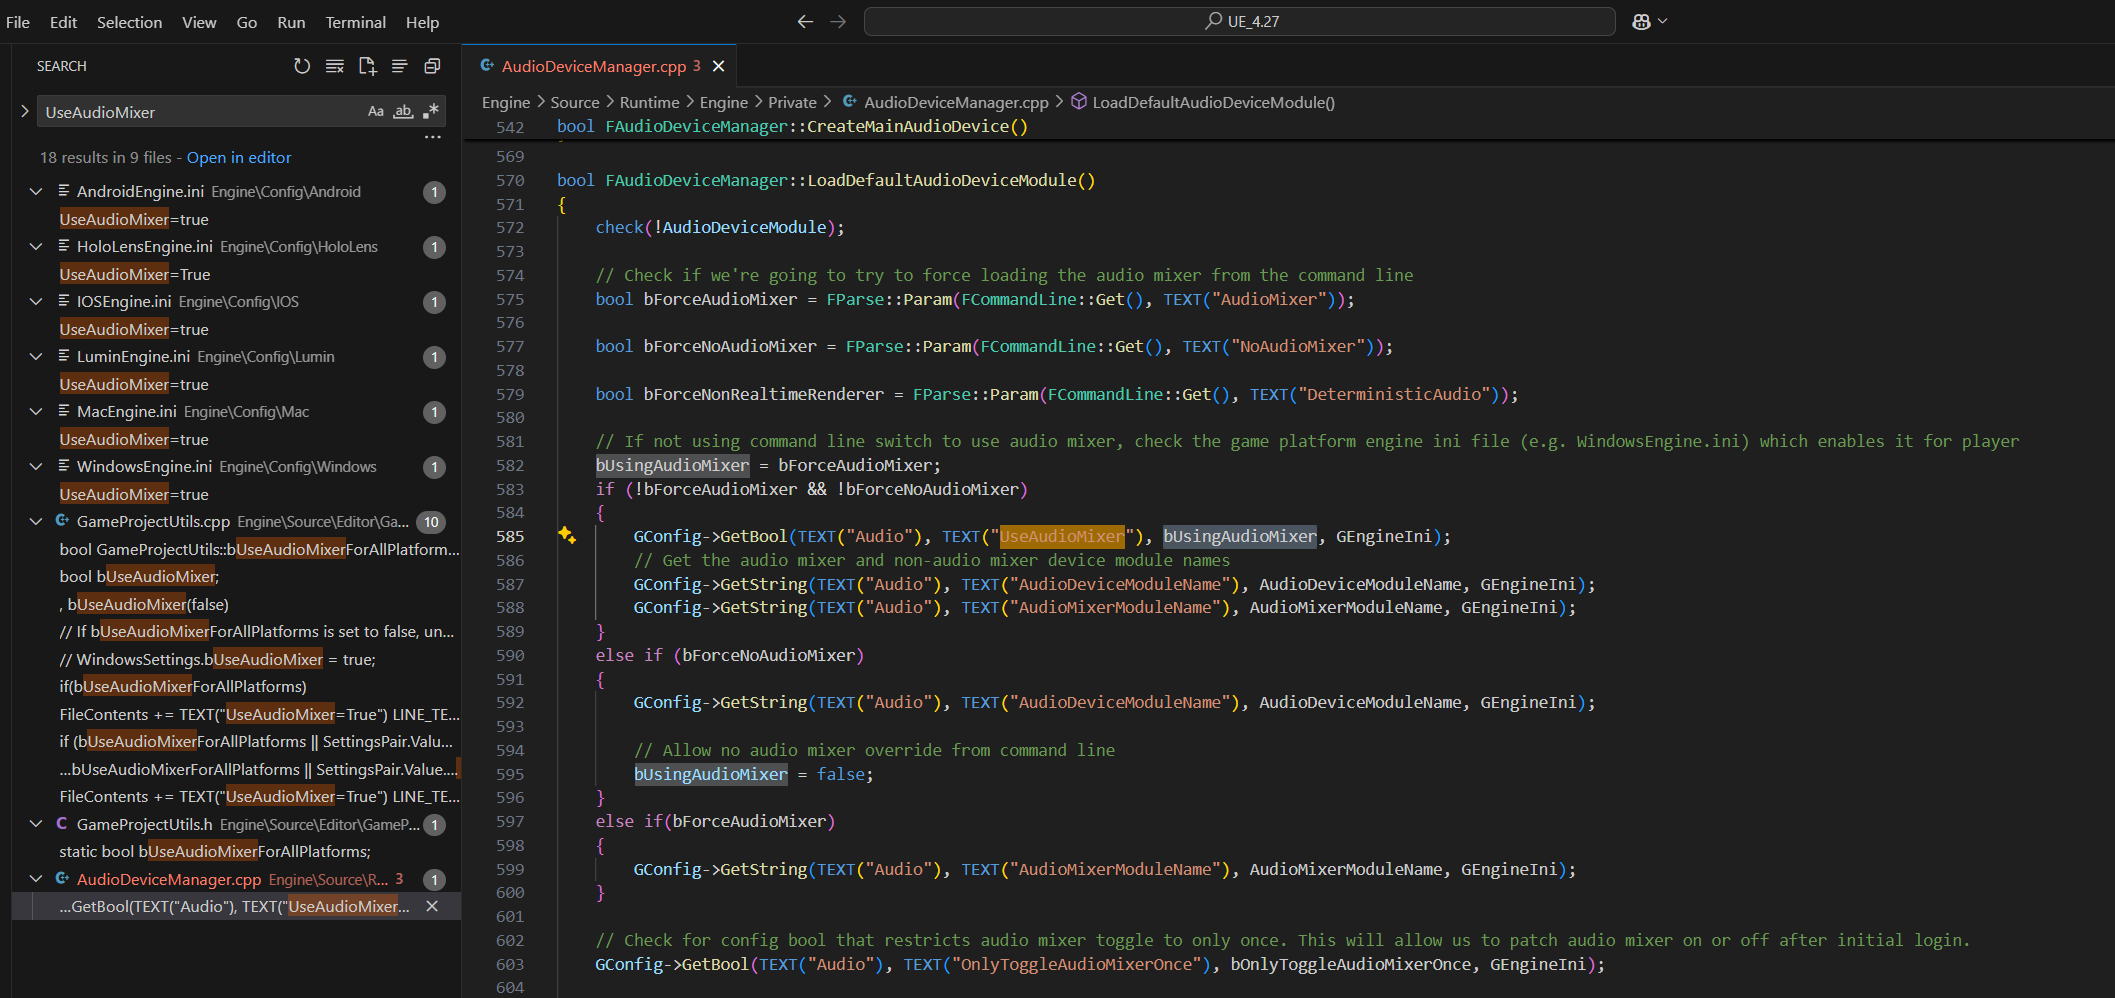 File Edit Selection View Go Run Terminal Help
UE_4.27
SEARCH
UseAudioMixer
Aa ab
18 results in 9 files - Open in editor
AndroidEngine.ini Engine\Config\Android 1
UseAudioMixer=true
HoloLensEngine.ini Engine\Config\HoloLens 1
UseAudioMixer=True
IOSEngine.ini Engine\Config\IOS 1
UseAudioMixer=true
LuminEngine.ini Engine\Config\Lumin 1
UseAudioMixer=true
MacEngine.ini Engine\Config\Mac 1
UseAudioMixer=true
WindowsEngine.ini Engine\Config\Windows 1
UseAudioMixer=true
GameProjectUtils.cpp Engine\Source\Editor\Ga... 10
bool GameProjectUtils::bUseAudioMixerForAllPlatform...
bool bUseAudioMixer;
, bUseAudioMixer(false)
// If bUseAudioMixerForAllPlatforms is set to false, un...
// WindowsSettings.bUseAudioMixer = true;
if(bUseAudioMixerForAllPlatforms)
FileContents += TEXT("UseAudioMixer=True") LINE_TE...
if (bUseAudioMixerForAllPlatforms || SettingsPair.Valu...
...bUseAudioMixerForAllPlatforms || SettingsPair.Value....
FileContents += TEXT("UseAudioMixer=True") LINE_TE...
GameProjectUtils.h Engine\Source\Editor\GameP... 1
static bool bUseAudioMixerForAllPlatforms;
AudioDeviceManager.cpp Engine\Source\R... 3 1
...GetBool(TEXT("Audio"), TEXT("UseAudioMixer...
AudioDeviceManager.cpp 3
Engine > Source > Runtime > Engine > Private > AudioDeviceManager.cpp > LoadDefaultAudioDeviceModule()
542 bool FAudioDeviceManager::CreateMainAudioDevice()
569
570 bool FAudioDeviceManager::LoadDefaultAudioDeviceModule()
571 {
572 check(!AudioDeviceModule);
573
574 // Check if we're going to try to force loading the audio mixer from the command line
575 bool bForceAudioMixer = FParse::Param(FCommandLine::Get(), TEXT("AudioMixer"));
576
577 bool bForceNoAudioMixer = FParse::Param(FCommandLine::Get(), TEXT("NoAudioMixer"));
578
579 bool bForceNonRealtimeRenderer = FParse::Param(FCommandLine::Get(), TEXT("DeterministicAudio"));
580
581 // If not using command line switch to use audio mixer, check the game platform engine ini file (e.g. WindowsEngine.ini) which enables it for player
582 bUsingAudioMixer = bForceAudioMixer;
583 if (!bForceAudioMixer && !bForceNoAudioMixer)
584 {
585 GConfig->GetBool(TEXT("Audio"), TEXT("UseAudioMixer"), bUsingAudioMixer, GEngineIni);
586 // Get the audio mixer and non-audio mixer device module names
587 GConfig->GetString(TEXT("Audio"), TEXT("AudioDeviceModuleName"), AudioDeviceModuleName, GEngineIni);
588 GConfig->GetString(TEXT("Audio"), TEXT("AudioMixerModuleName"), AudioMixerModuleName, GEngineIni);
589 }
590 else if (bForceNoAudioMixer)
591 {
592 GConfig->GetString(TEXT("Audio"), TEXT("AudioDeviceModuleName"), AudioDeviceModuleName, GEngineIni);
593
594 // Allow no audio mixer override from command line
595 bUsingAudioMixer = false;
596 }
597 else if(bForceAudioMixer)
598 {
599 GConfig->GetString(TEXT("Audio"), TEXT("AudioMixerModuleName"), AudioMixerModuleName, GEngineIni);
600 }
601
602 // Check for config bool that restricts audio mixer toggle to only once. This will allow us to patch audio mixer on or off after initial login.
603 GConfig->GetBool(TEXT("Audio"), TEXT("OnlyToggleAudioMixerOnce"), bOnlyToggleAudioMixerOnce, GEngineIni);
604